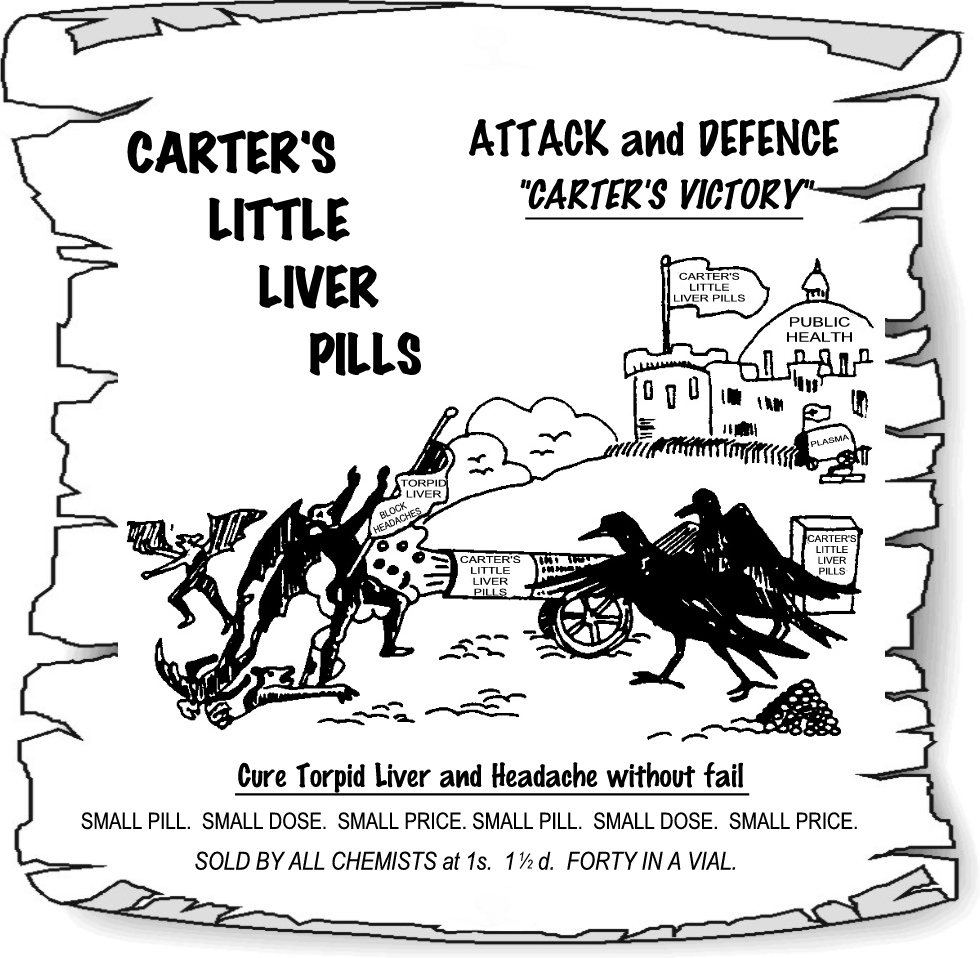 CARTER'S
LITTLE
LIVER
PILLS
ATTACK and DEFENCE
"CARTER'S VICTORY"
CARTER'S
LITTLE
LIVER PILLS
PUBLIC
HEALTH
PLASMA
TORPID
LIVER
BLOCK
HEADACHES
CARTER'S
LITTLE
LIVER
PILLS
CARTER'S
LITTLE
LIVER
PILLS
Cure Torpid Liver and Headache without fail
SMALL PILL. SMALL DOSE. SMALL PRICE. SMALL PILL. SMALL DOSE. SMALL PRICE.
SOLD BY ALL CHEMISTS at 1s. 1½ d. FORTY IN A VIAL.